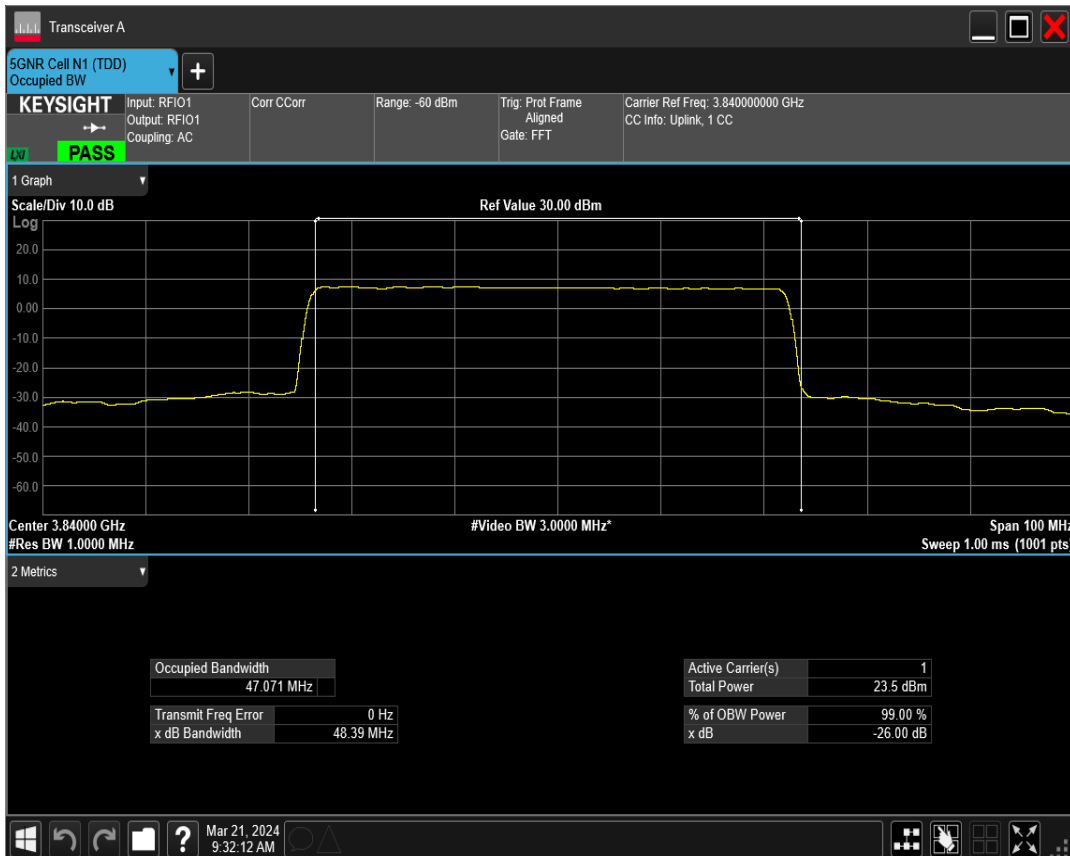 Transceiver A
5GNR Cell N1 (TDD)
Occupied BW
+
KEYSIGHT
LXI
PASS
Input: RFIO1
Output: RFIO1
Coupling: AC
Corr CCorr
Range: -60 dBm
Trig: Prot Frame
Aligned
Gate: FFT
Carrier Ref Freq: 3.840000000 GHz
CC Info: Uplink, 1 CC
1 Graph
Scale/Div 10.0 dB
Ref Value 30.00 dBm
Log
20.0
10.0
0.00
-10.0
-20.0
-30.0
-40.0
-50.0
-60.0
Center 3.84000 GHz
#Video BW 3.0000 MHz*
Span 100 MHz
#Res BW 1.0000 MHz
Sweep 1.00 ms (1001 pts)
2 Metrics
Occupied Bandwidth
47.071 MHz
Transmit Freq Error 0 Hz
x dB Bandwidth 48.39 MHz
Active Carrier(s) 1
Total Power 23.5 dBm
% of OBW Power 99.00 %
x dB -26.00 dB
?
Mar 21, 2024
9:32:12 AM